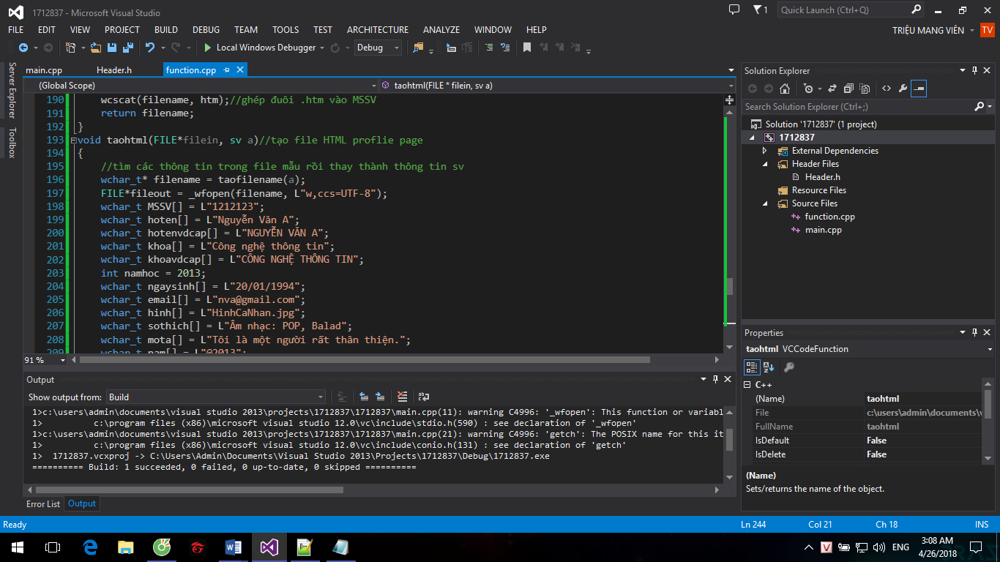 1712837 - Microsoft Visual Studio
1
Quick Launch (Ctrl+Q)
FILE EDIT VIEW PROJECT BUILD DEBUG TEAM TOOLS TEST ARCHITECTURE ANALYZE WINDOW HELP
TRIỆU MANG VIÊN TV
Local Windows Debugger Debug
Server Explorer
Toolbox
main.cpp Header.h function.cpp
(Global Scope) taohtml(FILE * filein, sv a)
190 wcscat(filename, htm);//ghép đuôi .htm vào MSSV
191 return filename;
192 }
193 void taohtml(FILE*filein, sv a)//tạo file HTML proflie page
194 {
195 //tìm các thông tin trong file mẫu rồi thay thành thông tin sv
196 wchar_t* filename = taofilename(a);
197 FILE*fileout = _wfopen(filename, L"w,ccs=UTF-8");
198 wchar_t MSSV[] = L"1212123";
199 wchar_t hoten[] = L"Nguyễn Văn A";
200 wchar_t hotenvdcap[] = L"NGUYỄN VĂN A";
201 wchar_t khoa[] = L"Công nghệ thông tin";
202 wchar_t khoavdcap[] = L"CÔNG NGHỆ THÔNG TIN";
203 int namhoc = 2013;
204 wchar_t ngaysinh[] = L"20/01/1994";
205 wchar_t email[] = L"nva@gmail.com";
206 wchar_t hinh[] = L"HinhCaNhan.jpg";
207 wchar_t sothich[] = L"Âm nhạc: POP, Balad";
208 wchar_t mota[] = L"Tôi là một người rất thân thiện.";
209 wchar_t nam[] = L"@2013";
91 %
Output
Show output from: Build
1>c:\users\admin\documents\visual studio 2013\projects\1712837\1712837\main.cpp(11): warning C4996: '_wfopen': This function or variabl
1> c:\program files (x86)\microsoft visual studio 12.0\vc\include\stdio.h(590) : see declaration of '_wfopen'
1>c:\users\admin\documents\visual studio 2013\projects\1712837\1712837\main.cpp(21): warning C4996: 'getch': The POSIX name for this it
1> c:\program files (x86)\microsoft visual studio 12.0\vc\include\conio.h(131) : see declaration of 'getch'
1> 1712837.vcxproj -> C:\Users\Admin\Documents\Visual Studio 2013\Projects\1712837\Debug\1712837.exe
========== Build: 1 succeeded, 0 failed, 0 up-to-date, 0 skipped ==========
Error List Output
Solution Explorer
Search Solution Explorer (Ctrl+;)
Solution '1712837' (1 project)
1712837
External Dependencies
Header Files
Header.h
Resource Files
Source Files
function.cpp
main.cpp
Properties
taohtml VCCodeFunction
C++
(Name) taohtml
File c:\users\admin\documents\v
FullName taohtml
IsDefault False
IsDelete False
(Name)
Sets/returns the name of the object.
Ready Ln 244 Col 21 Ch 18 INS
ENG
3:08 AM
4/26/2018